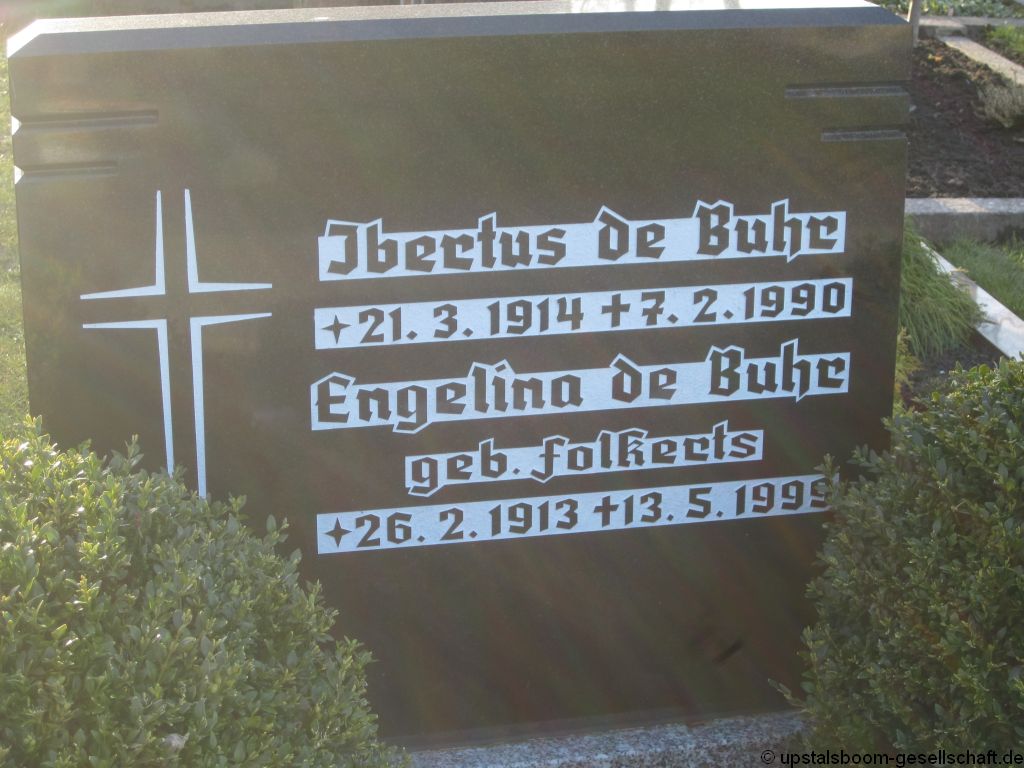 Ibertus de Buhr
✦21. 3. 1914 ✝7. 2. 1990
Engelina de Buhr
geb. Folkerts
✦26. 2. 1913 ✝13. 5. 1999
© upstalsboom-gesellschaft.de